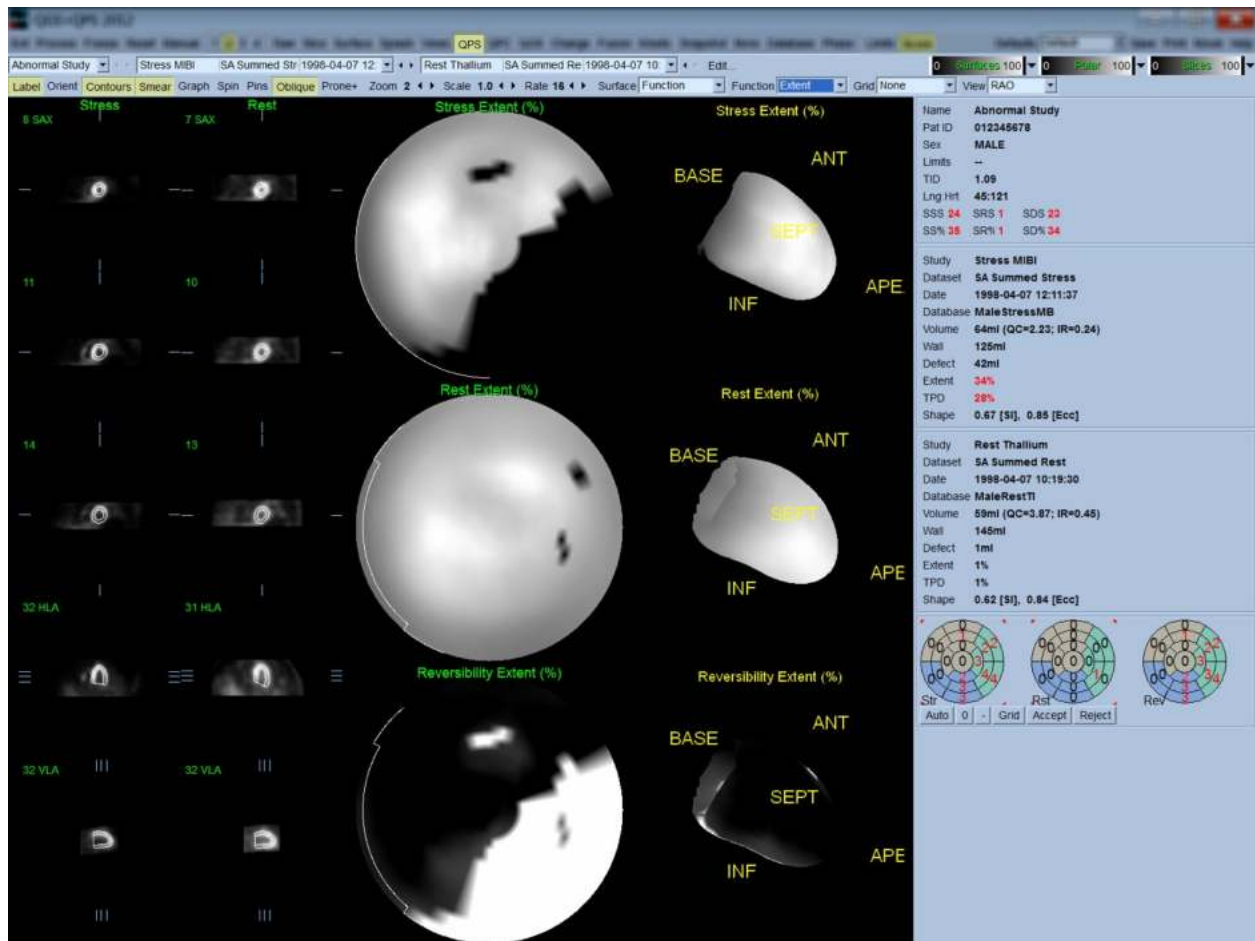 QGS+QPS 2012
QPS
Abnormal Study Stress MIBI SA Summed Str 1998-04-07 12: Rest Thallium SA Summed Re 1998-04-07 10: Edit... 0 Surfaces 100 0 Polar 100 0 Slices 100
Label Orient Contours Smear Graph Spin Pins Oblique Prone+ Zoom 2 Scale 1.0 Rate 16 Surface Function Function Extent Grid None View RAO
Stress Rest
8 SAX 7 SAX
11 10
14 13
32 HLA 31 HLA
32 VLA 32 VLA
Stress Extent (%)
Rest Extent (%)
Reversibility Extent (%)
Stress Extent (%)
ANT
BASE
SEPT
APE
INF
Rest Extent (%)
ANT
BASE
SEPT
APE
INF
Reversibility Extent (%)
ANT
BASE
SEPT
APE
INF
Name Abnormal Study
Pat ID 012345678
Sex MALE
Limits --
TID 1.09
Lng Hrt 45:121
SSS 24 SRS 1 SDS 23
SS% 35 SR% 1 SD% 34
Study Stress MIBI
Dataset SA Summed Stress
Date 1998-04-07 12:11:37
Database MaleStressMB
Volume 64ml (QC=2.23; IR=0.24)
Wall 125ml
Defect 42ml
Extent 34%
TPD 28%
Shape 0.67 [SI], 0.85 [Ecc]
Study Rest Thallium
Dataset SA Summed Rest
Date 1998-04-07 10:19:30
Database MaleRestTl
Volume 59ml (QC=3.87; IR=0.45)
Wall 145ml
Defect 1ml
Extent 1%
TPD 1%
Shape 0.62 [SI], 0.84 [Ecc]
Str Rst Rev
Auto 0 - Grid Accept Reject